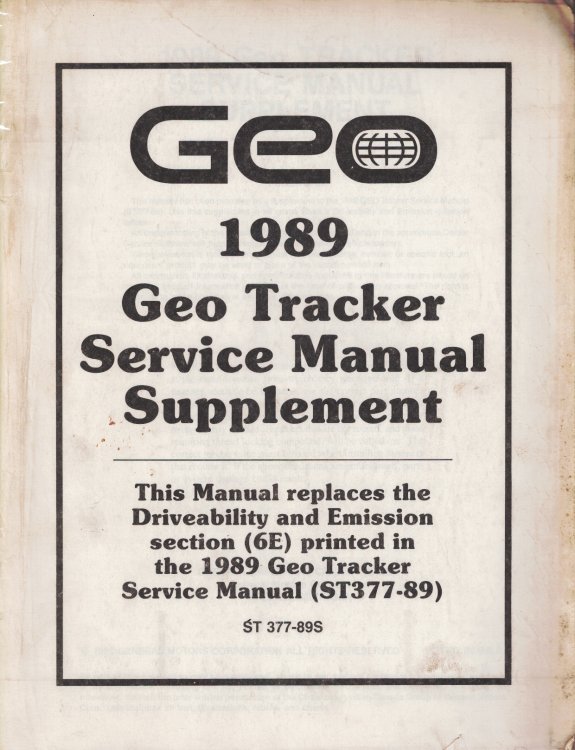 Geo
1989
Geo Tracker
Service Manual
Supplement
This Manual replaces the
Driveability and Emission
section (6E) printed in
the 1989 Geo Tracker
Service Manual (ST377-89)
ST 377-89S